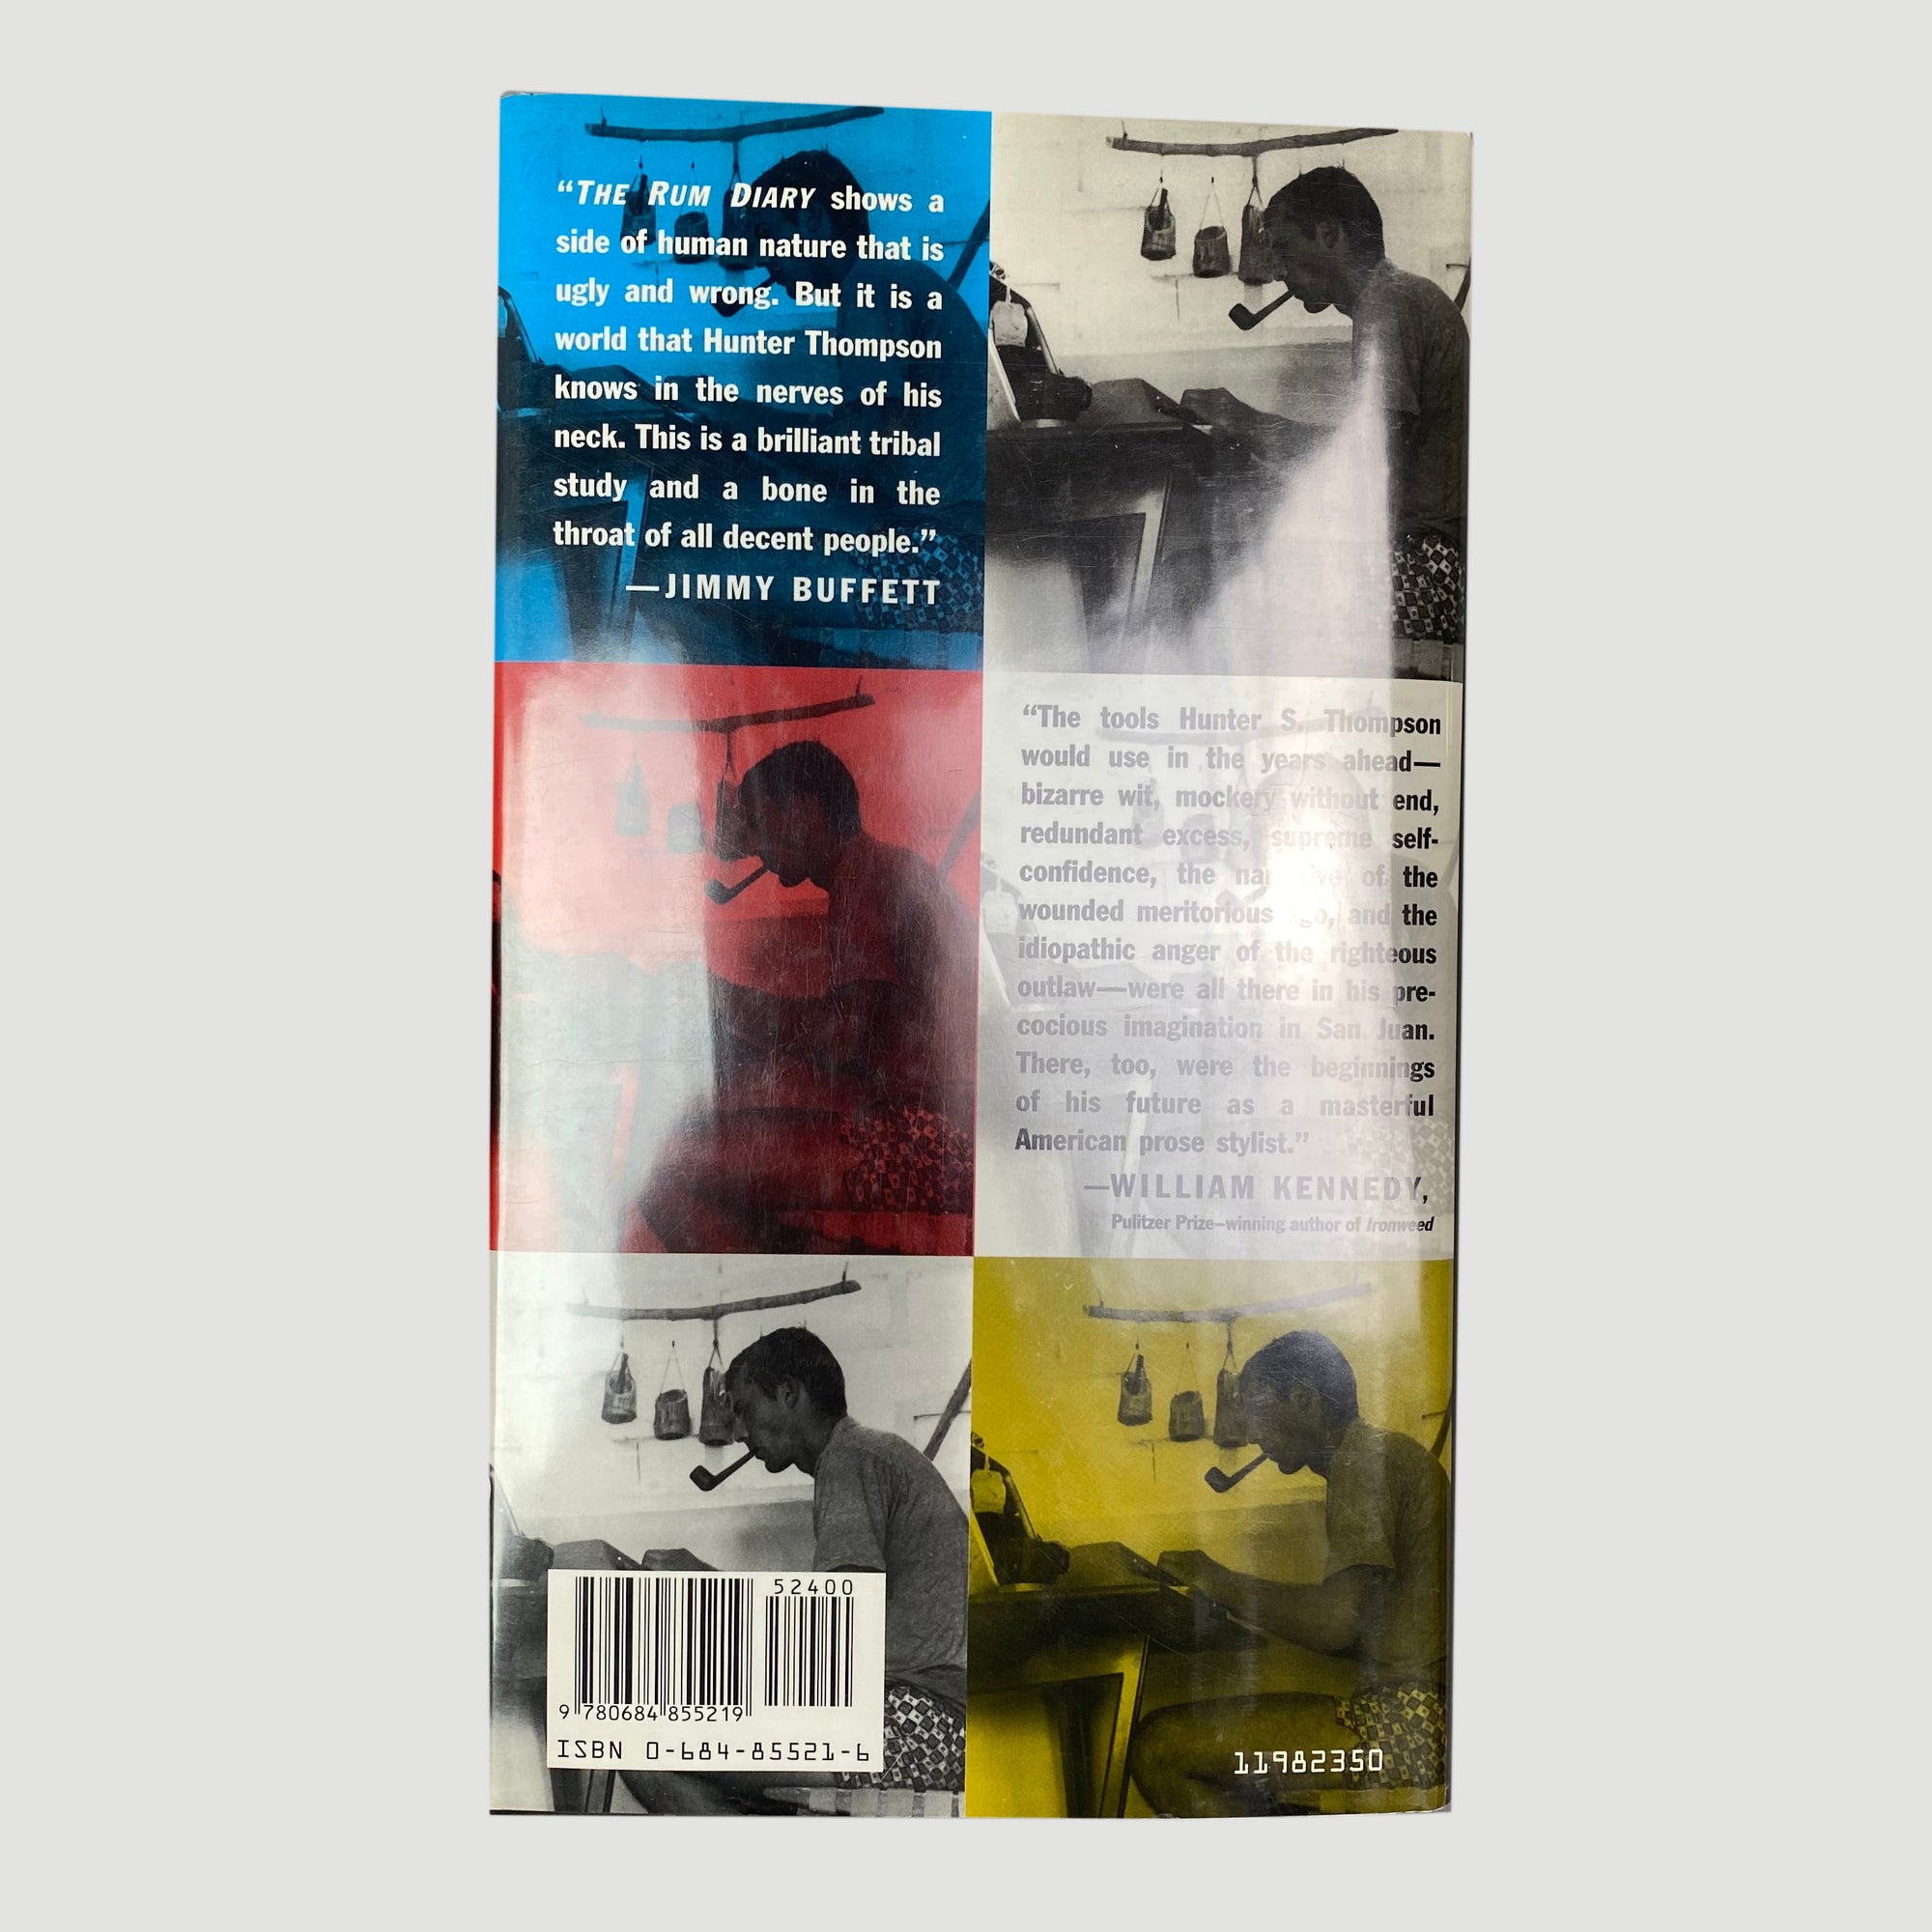 “THE RUM DIARY shows a
side of human nature that is
ugly and wrong. But it is a
world that Hunter Thompson
knows in the nerves of his
neck. This is a brilliant tribal
study and a bone in the
throat of all decent people.”
—JIMMY BUFFETT
“The tools Hunter S. Thompson
would use in the years ahead—
bizarre wit, mockery without end,
redundant excess, supreme self-
confidence, the of the
wounded meritorious ego, and the
idiopathic anger of the righteous
outlaw—were all there in his pre-
cocious imagination in San Juan.
There, too, were the beginnings
of his future as a masterful
American prose stylist.”
—WILLIAM KENNEDY,
Pulitzer Prize–winning author of Ironweed
52400
9 780684 855219
ISBN 0-684-85521-6
11982350